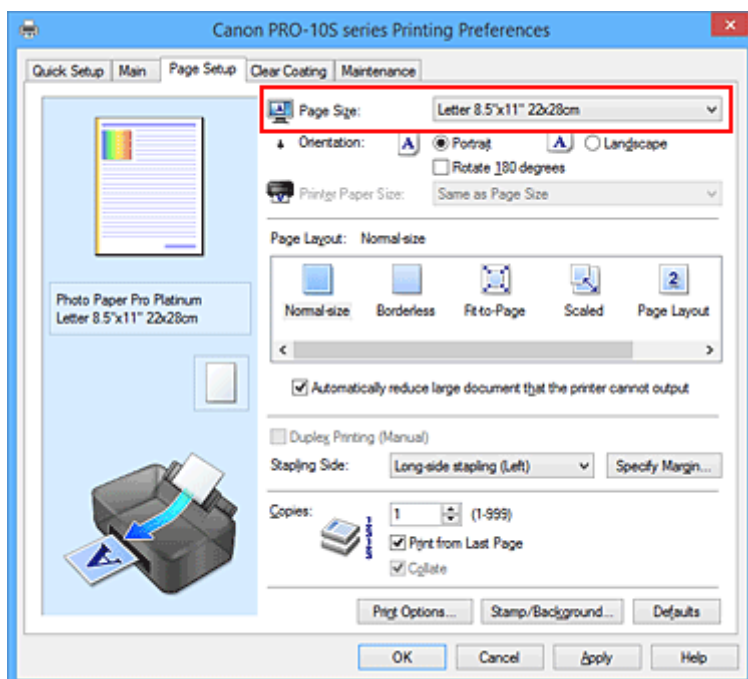 Canon PRO-10S series Printing Preferences
Quick Setup Main Page Setup Clear Coating Maintenance
Page Size: Letter 8.5"x11" 22x28cm
Orientation: A Portrait A Landscape
Rotate 180 degrees
Printer Paper Size: Same as Page Size
Page Layout: Normal-size
Normal-size Borderless Fit-to-Page Scaled Page Layout
Photo Paper Pro Platinum
Letter 8.5"x11" 22x28cm
Automatically reduce large document that the printer cannot output
Duplex Printing (Manual)
Stapling Side: Long-side stapling (Left) Specify Margin...
Copies: 1 (1-999)
Print from Last Page
Collate
Print Options... Stamp/Background... Defaults
OK Cancel Apply Help